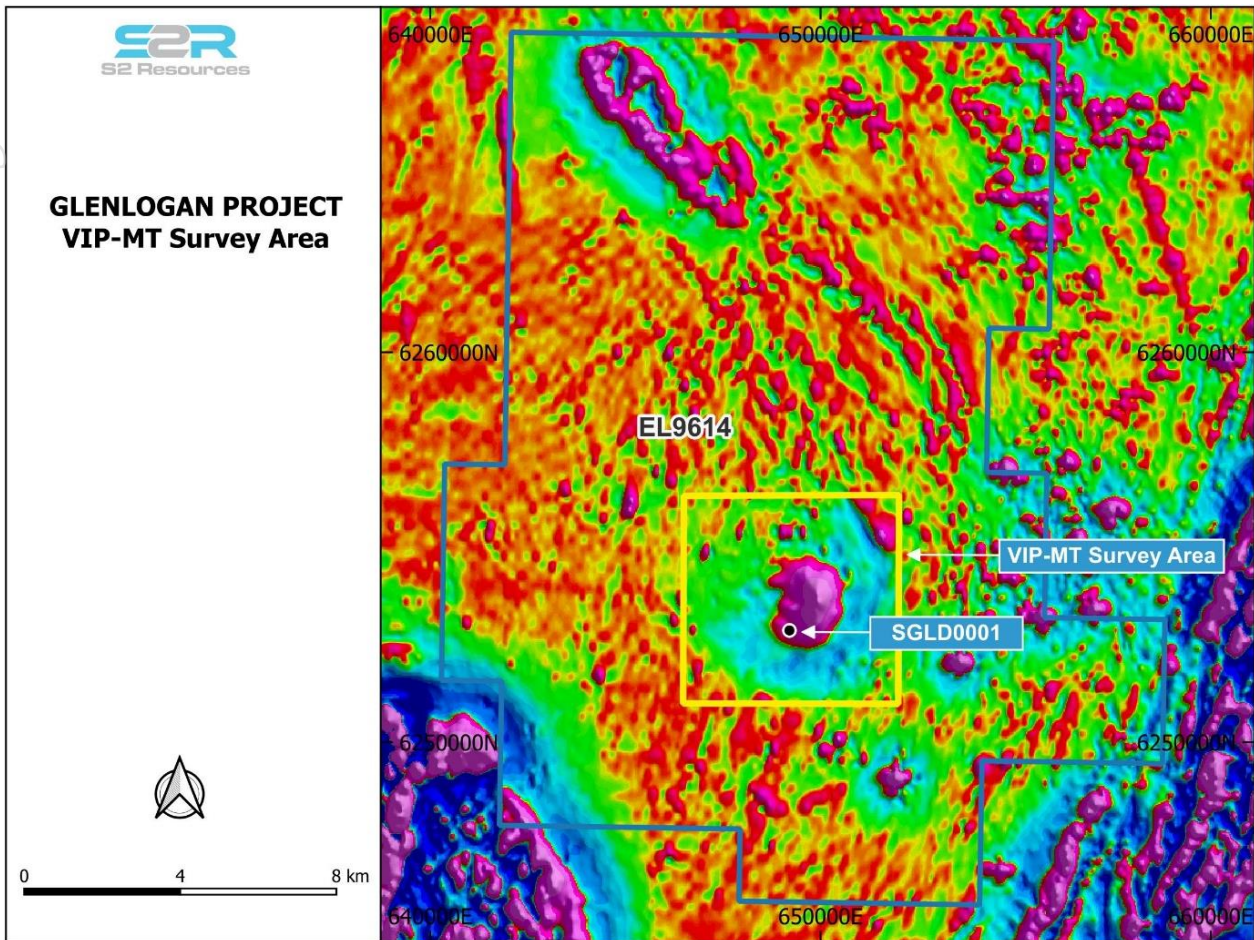 S2R
S2 Resources
GLENLOGAN PROJECT
VIP-MT Survey Area
0 4 8 km
640000E 650000E 660000E
6260000N 6260000N
EL9614
VIP-MT Survey Area
SGLD0001
6250000N 6250000N
640000E 650000E 660000E